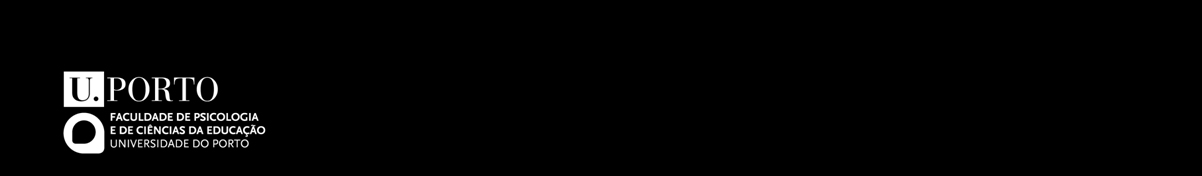 U.PORTO
FACULDADE DE PSICOLOGIA
E DE CIÊNCIAS DA EDUCAÇÃO
UNIVERSIDADE DO PORTO